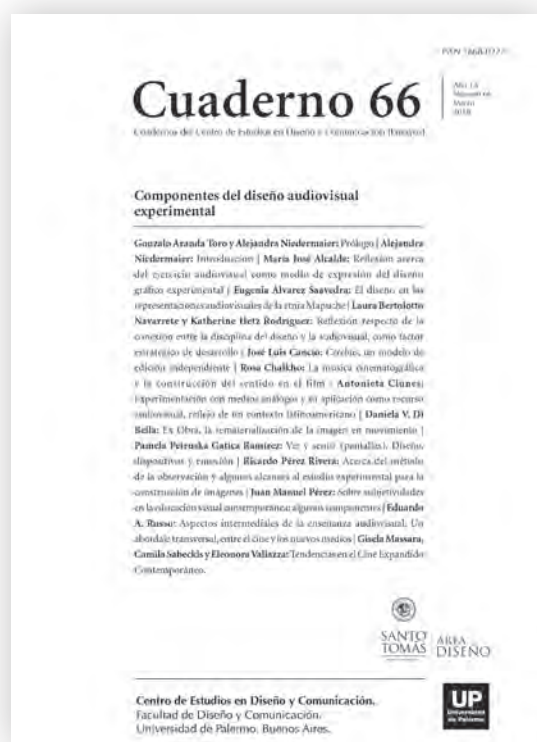 ISSN 1668-0227
Año 18
Número 66
Marzo
2018
Cuaderno 66
Cuadernos del Centro de Estudios en Diseño y Comunicación [Ensayos]
Componentes del diseño audiovisual
experimental
Gonzalo Aranda Toro y Alejandra Niedermaier: Prólogo | Alejandra
Niedermaier: Introducción | María José Alcalde: Reflexión acerca
del ejercicio audiovisual como medio de expresión del diseño
gráfico experimental | Eugenia Álvarez Saavedra: El diseño en las
representaciones audiovisuales de la etnia Mapuche | Laura Bertolotto
Navarrete y Katherine Hetz Rodríguez: Reflexión respecto de la
conexión entre la disciplina del diseño y la audiovisual, como factor
estratégico de desarrollo | José Luis Cancio: Ceclus, un modelo de
edición independiente | Rosa Chalkho: La música cinematográfica
y la construcción del sentido en el film | Antonieta Clunes:
Experimentación con medios análogos y su aplicación como recurso
audiovisual, reflejo de un contexto latinoamericano | Daniela V. Di
Bella: Ex Obra, la rematerialización de la imagen en movimiento |
Pamela Petruska Gatica Ramírez: Ver y sentir (pantallas). Diseño,
dispositivos y emoción | Ricardo Pérez Rivera: Acerca del método
de la observación y algunos alcances al estudio experimental para la
construcción de imágenes | Juan Manuel Pérez: Sobre subjetividades
en la educación visual contemporánea: algunos componentes | Eduardo
A. Russo: Aspectos intermediales de la enseñanza audiovisual. Un
abordaje transversal, entre el cine y los nuevos medios | Gisela Massara,
Camila Sabeckis y Eleonora Vallazza: Tendencias en el Cine Expandido
Contemporáneo.
SANTO
TOMÁS
ÁREA
DISEÑO
Centro de Estudios en Diseño y Comunicación.
Facultad de Diseño y Comunicación.
Universidad de Palermo. Buenos Aires.
UP
Universidad
de Palermo